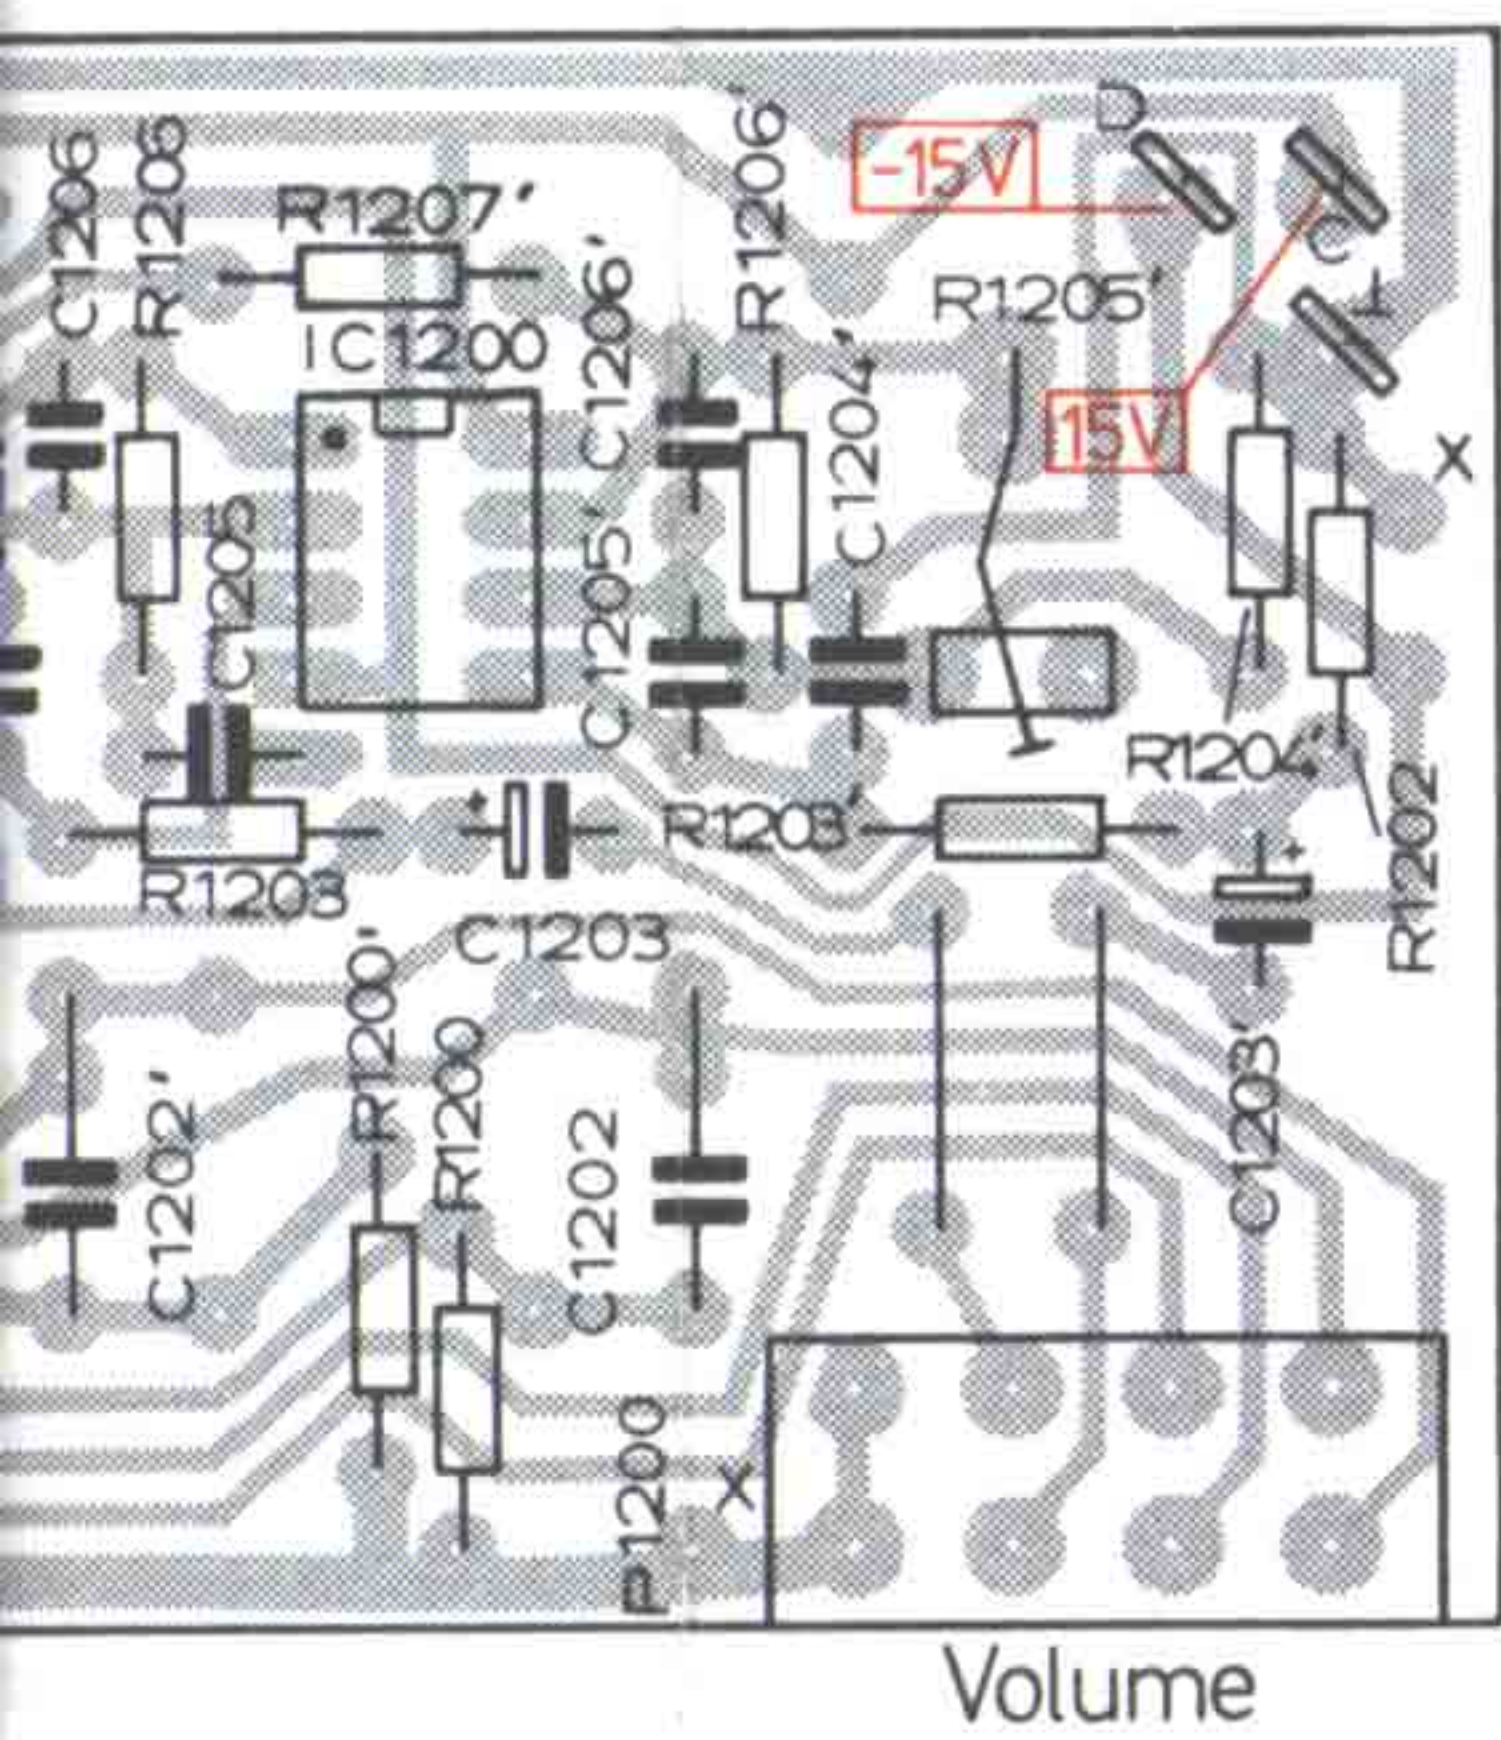 D
-15V
C1206
R1206
R1206'
R1207'
C
R1205'
⊥
IC1200
C1206'
C1204'
15V
X
C1205
C1205'
R1204'
+
R1203'
+
R1202
R1203
C1203
R1200'
R1200
C1203'
C1202'
C1202
P1200
X
Volume